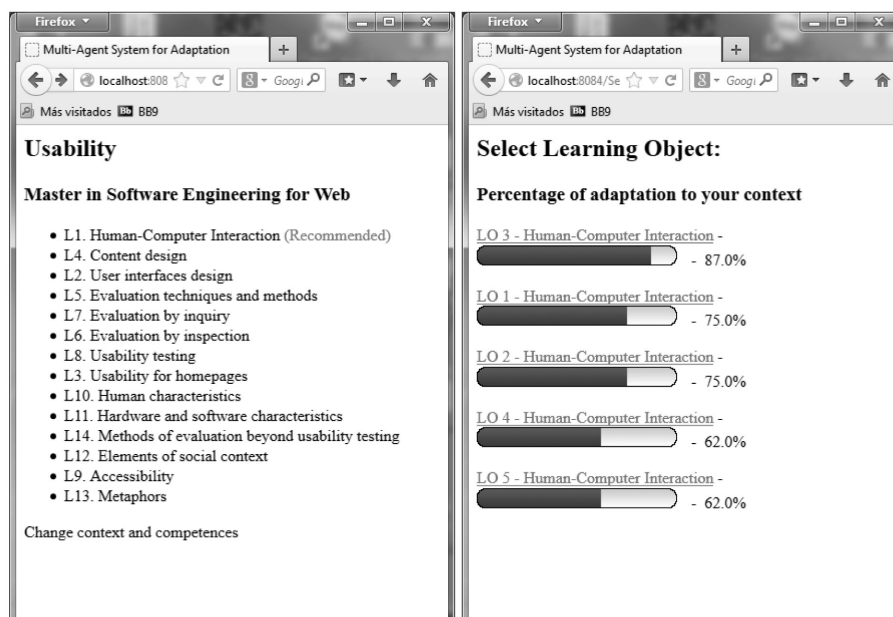 Firefox
Multi-Agent System for Adaptation
localhost:808
8 Googl
Más visitados Bb BB9
Usability
Master in Software Engineering for Web
L1. Human-Computer Interaction (Recommended)
L4. Content design
L2. User interfaces design
L5. Evaluation techniques and methods
L7. Evaluation by inquiry
L6. Evaluation by inspection
L8. Usability testing
L3. Usability for homepages
L10. Human characteristics
L11. Hardware and software characteristics
L14. Methods of evaluation beyond usability testing
L12. Elements of social context
L9. Accessibility
L13. Metaphors
Change context and competences
Firefox
Multi-Agent System for Adaptation
localhost:8084/Se
8 Googl
Más visitados Bb BB9
Select Learning Object:
Percentage of adaptation to your context
LO 3 - Human-Computer Interaction -
- 87.0%
LO 1 - Human-Computer Interaction -
- 75.0%
LO 2 - Human-Computer Interaction -
- 75.0%
LO 4 - Human-Computer Interaction -
- 62.0%
LO 5 - Human-Computer Interaction -
- 62.0%